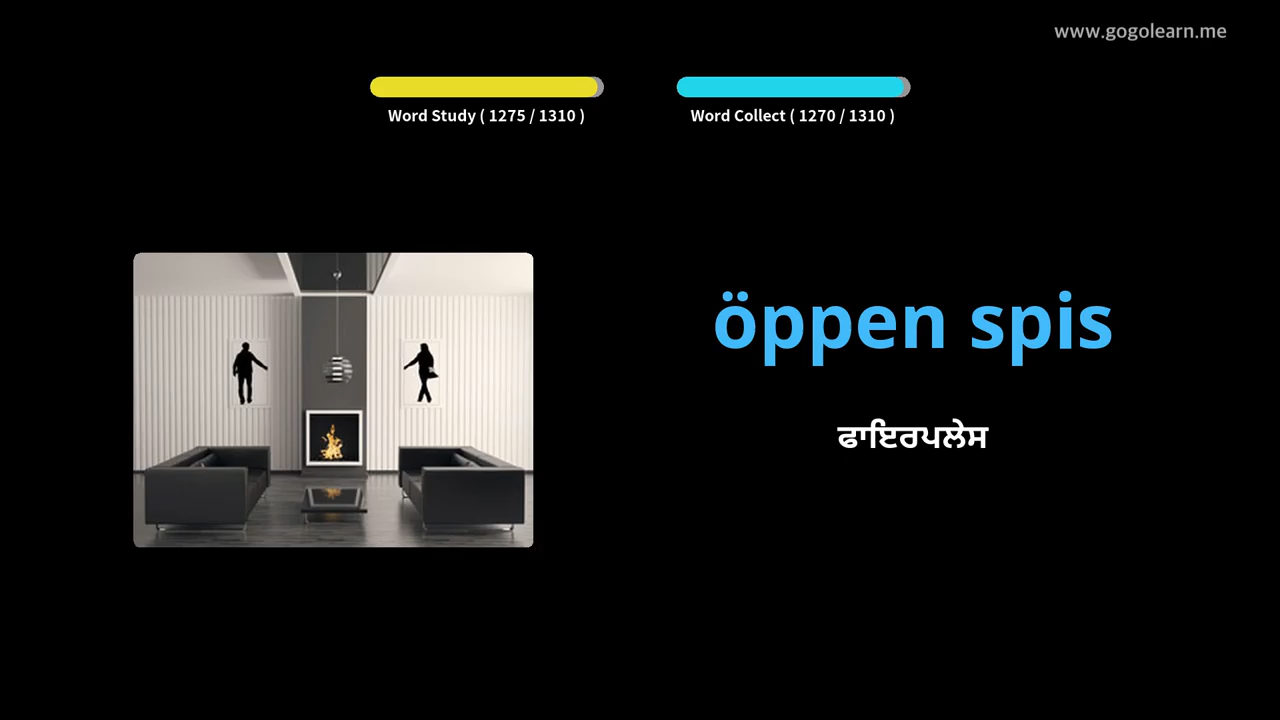 www.gogolearn.me
Word Study ( 1275 / 1310 )
Word Collect ( 1270 / 1310 )
öppen spis
ਫਾਇਰਪਲੇਸ